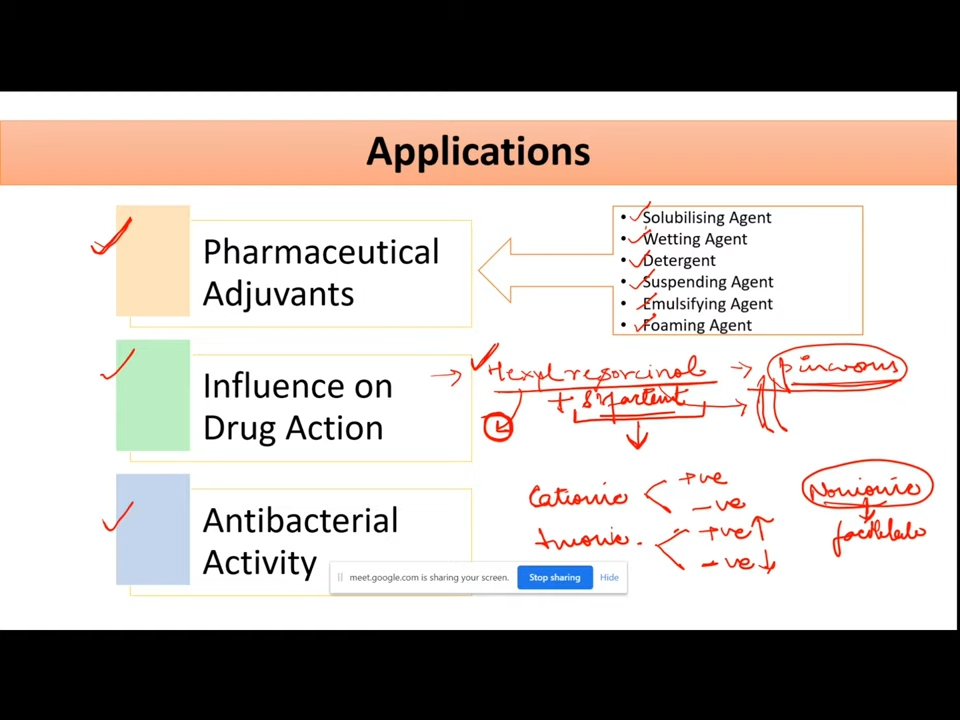 Applications
Pharmaceutical
Adjuvants
• Solubilising Agent
• Wetting Agent
• Detergent
• Suspending Agent
• Emulsifying Agent
• Foaming Agent
Influence on
Drug Action
Hexylresorcinol → pinworms
+
Antibacterial
Activity
Cationic
+ve
-ve
Anionic
+ve ↑
-ve ↓
Nonionic
meet.google.com is sharing your screen.
Stop sharing
Hide